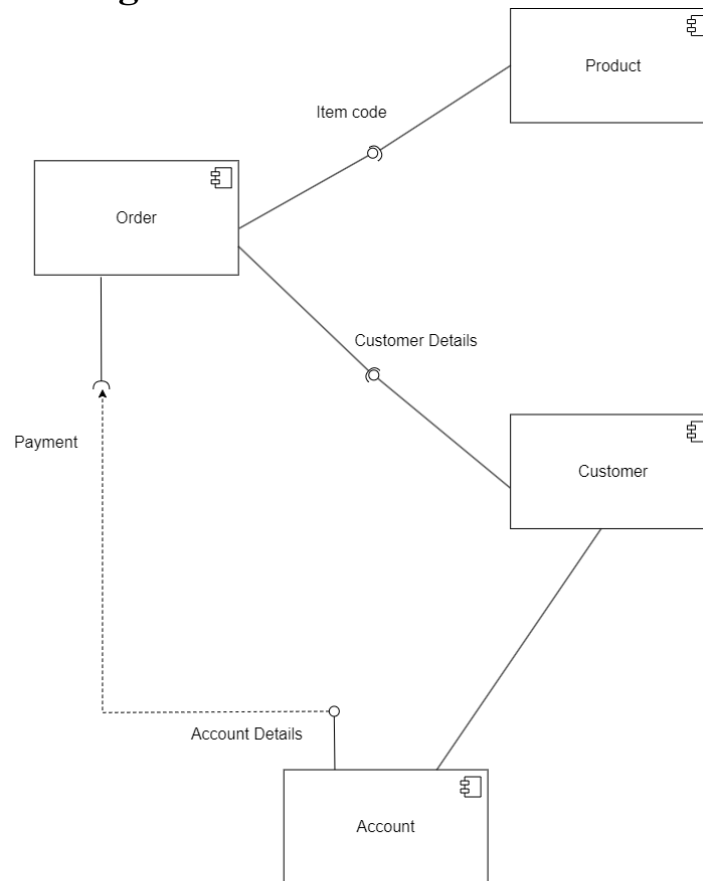 Product
Item code
Order
Customer Details
Payment
Customer
Account Details
Account